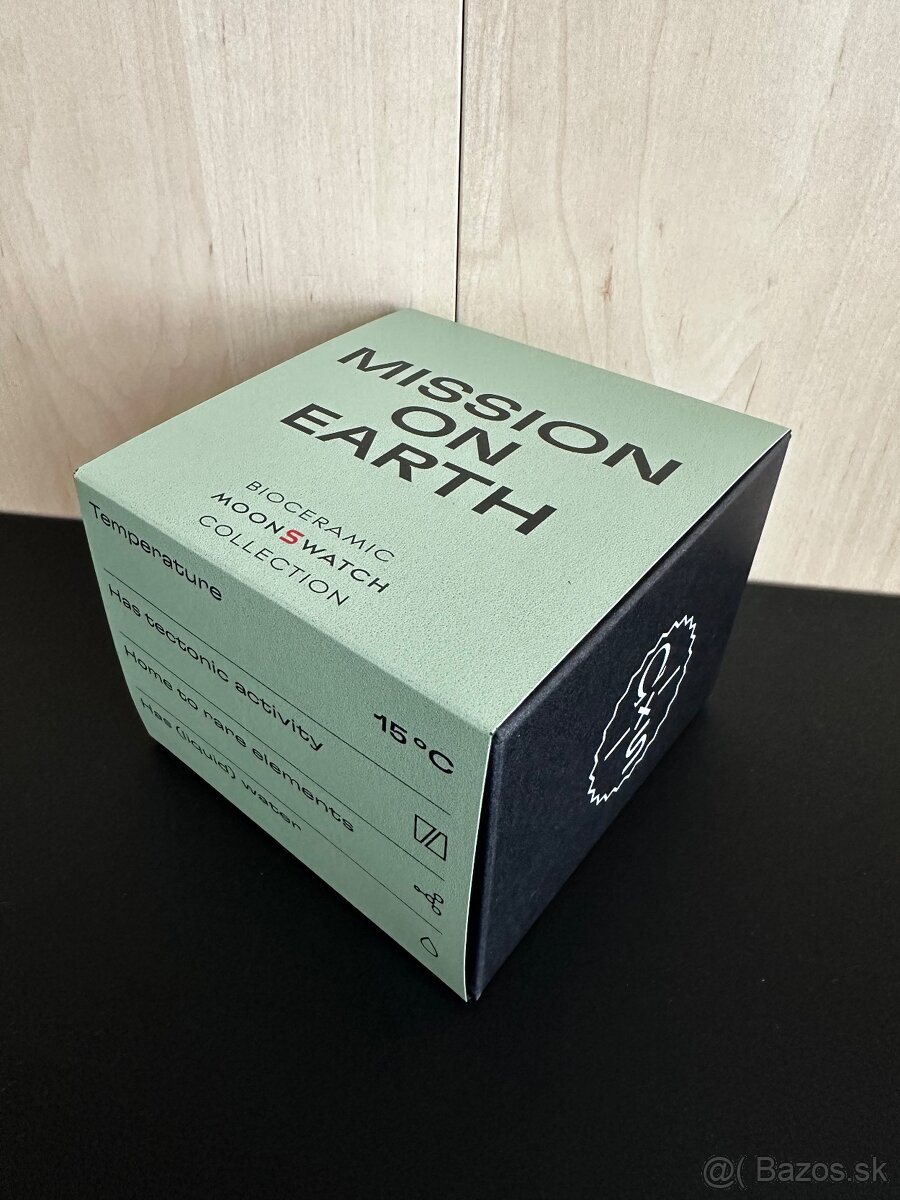 MISSION
ON
EARTH
BIOCERAMIC
MOONSWATCH
COLLECTION
Temperature 15°C
Has tectonic activity
Home to rare elements
Has (liquid) water
Ω×S
@( Bazos.sk